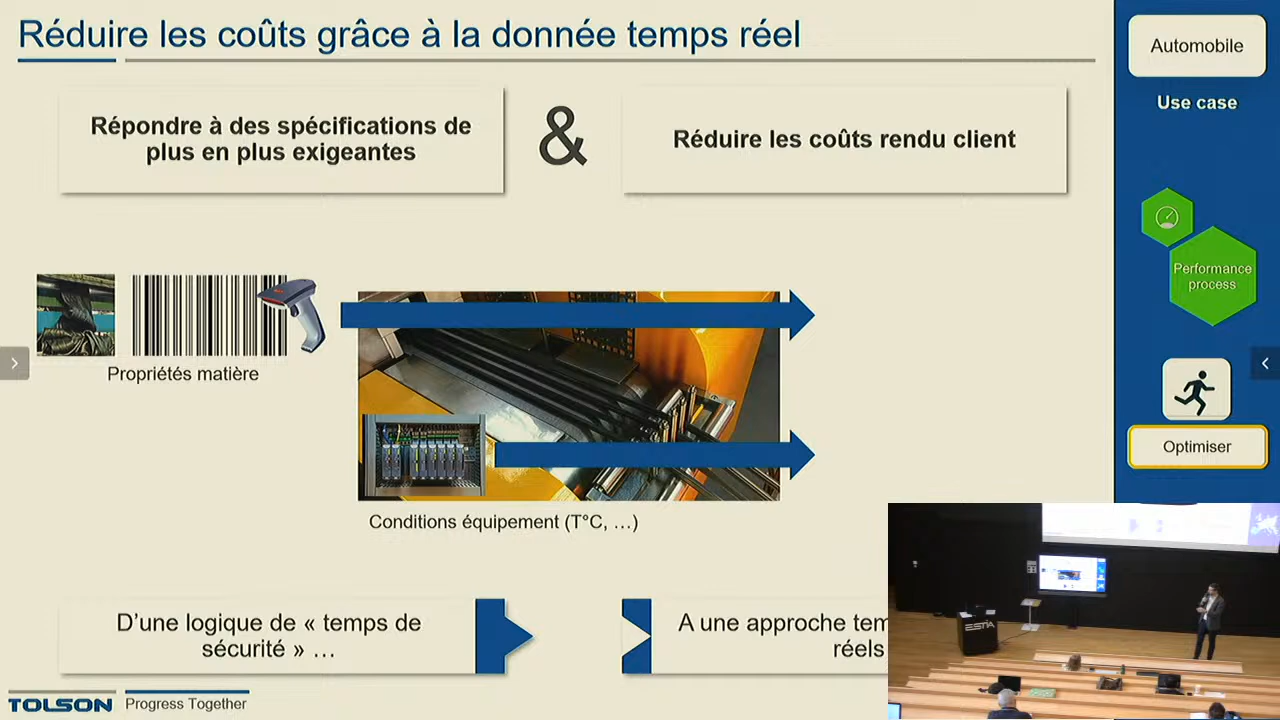 Réduire les coûts grâce à la donnée temps réel
Répondre à des spécifications de
plus en plus exigeantes
&
Réduire les coûts rendu client
Propriétés matière
Conditions équipement (T°C, …)
D'une logique de « temps de
sécurité » …
A une approche
réels
TOLSON
Progress Together
Automobile
Use case
Performance
process
Optimiser
ESTIA